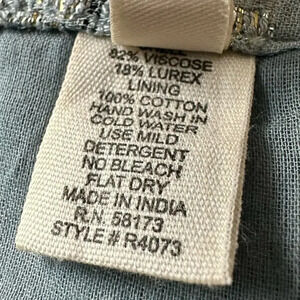 82% VISCOSE
18% LUREX
LINING
100% COTTON
HAND WASH IN
COLD WATER
USE MILD
DETERGENT
NO BLEACH
FLAT DRY
MADE IN INDIA
R.N. 58173
STYLE # R4073